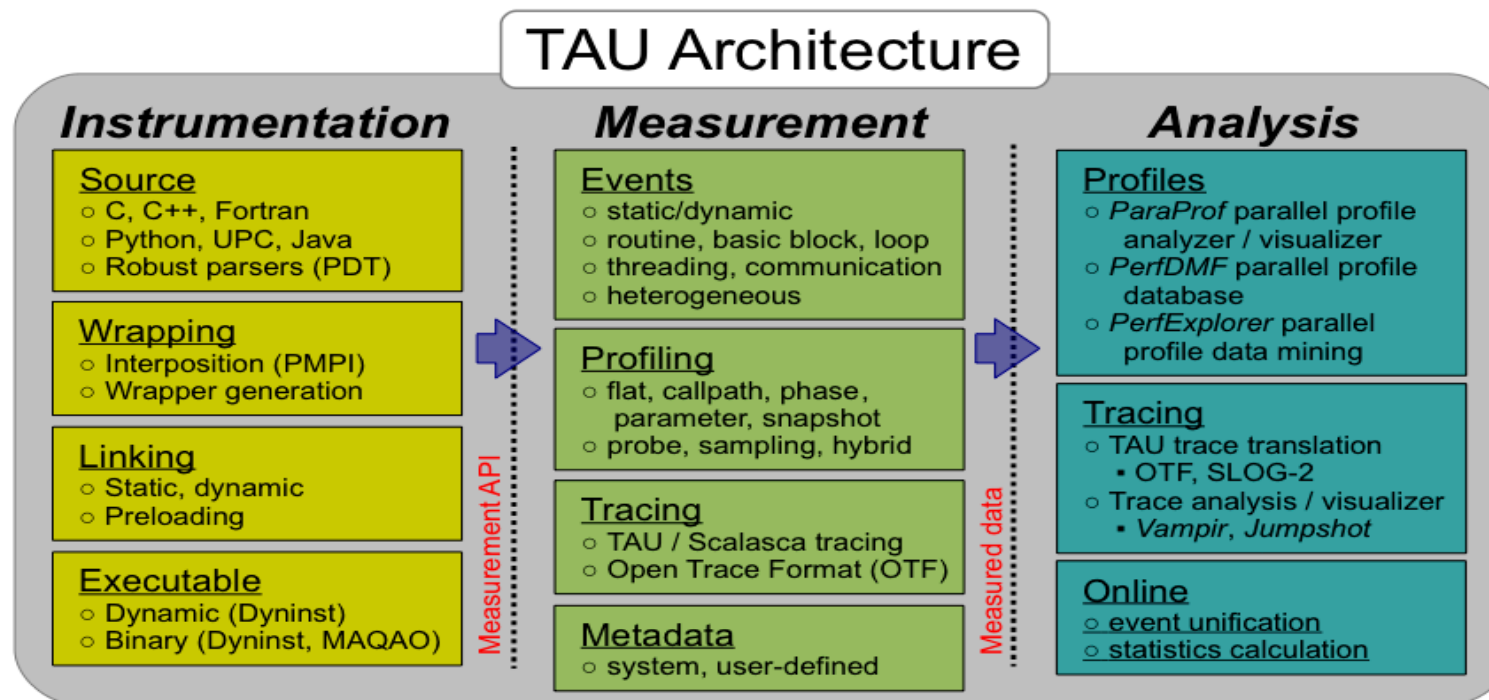 TAU Architecture
Instrumentation
Source
○ C, C++, Fortran
○ Python, UPC, Java
○ Robust parsers (PDT)
Wrapping
○ Interposition (PMPI)
○ Wrapper generation
Linking
○ Static, dynamic
○ Preloading
Executable
○ Dynamic (Dyninst)
○ Binary (Dyninst, MAQAO)
Measurement API
Measurement
Events
○ static/dynamic
○ routine, basic block, loop
○ threading, communication
○ heterogeneous
Profiling
○ flat, callpath, phase,
parameter, snapshot
○ probe, sampling, hybrid
Tracing
○ TAU / Scalasca tracing
○ Open Trace Format (OTF)
Metadata
○ system, user-defined
Measured data
Analysis
Profiles
○ ParaProf parallel profile
analyzer / visualizer
○ PerfDMF parallel profile
database
○ PerfExplorer parallel
profile data mining
Tracing
○ TAU trace translation
▪ OTF, SLOG-2
○ Trace analysis / visualizer
▪ Vampir, Jumpshot
Online
○ event unification
○ statistics calculation